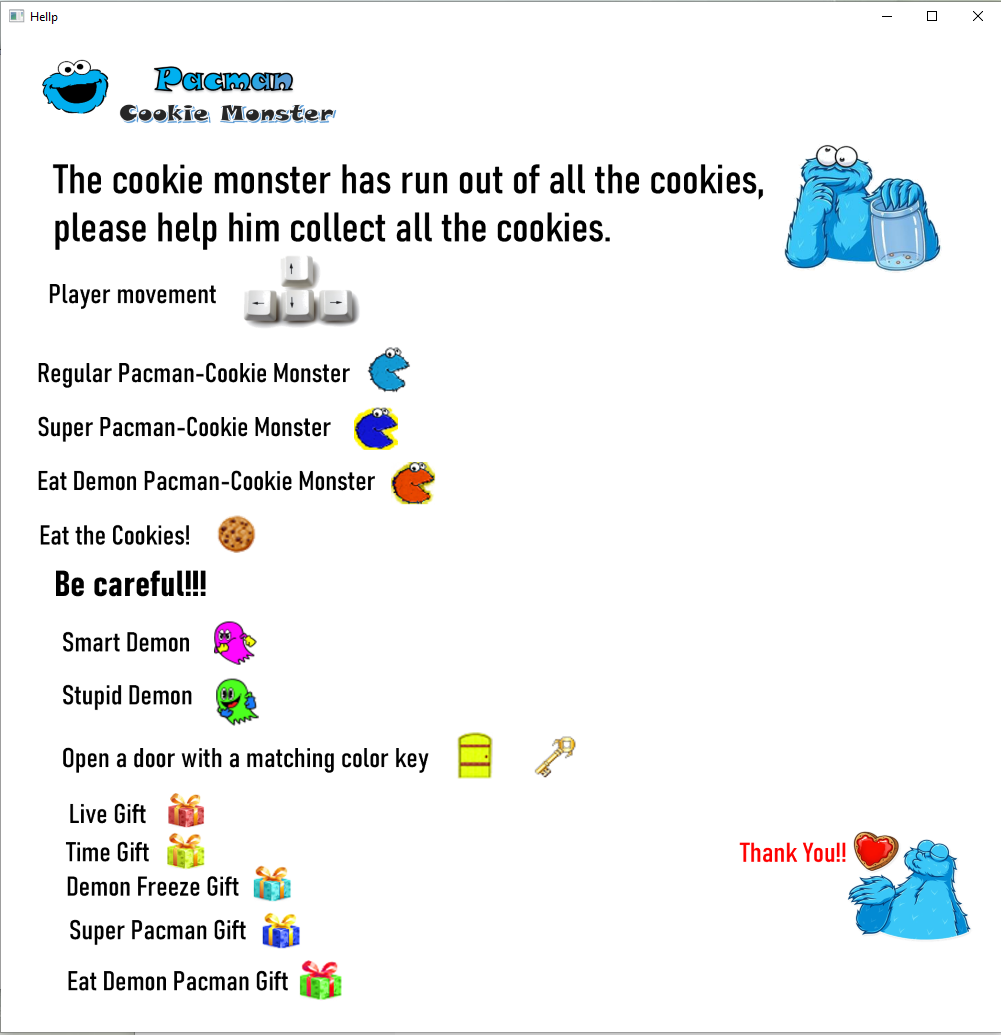 Hellp
Pacman
Cookie Monster
The cookie monster has run out of all the cookies,
please help him collect all the cookies.
Player movement
Regular Pacman-Cookie Monster
Super Pacman-Cookie Monster
Eat Demon Pacman-Cookie Monster
Eat the Cookies!
Be careful!!!
Smart Demon
Stupid Demon
Open a door with a matching color key
Live Gift
Time Gift
Thank You!!
Demon Freeze Gift
Super Pacman Gift
Eat Demon Pacman Gift